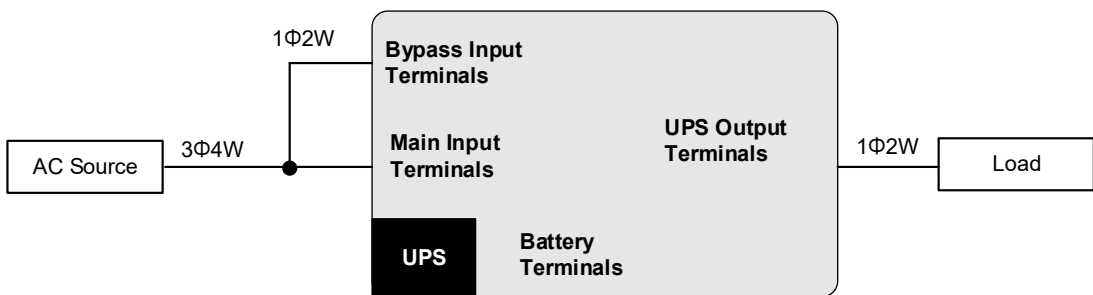 1Φ2W
Bypass Input
Terminals
AC Source
3Φ4W
Main Input
Terminals
UPS Output
Terminals
1Φ2W
Load
UPS
Battery
Terminals